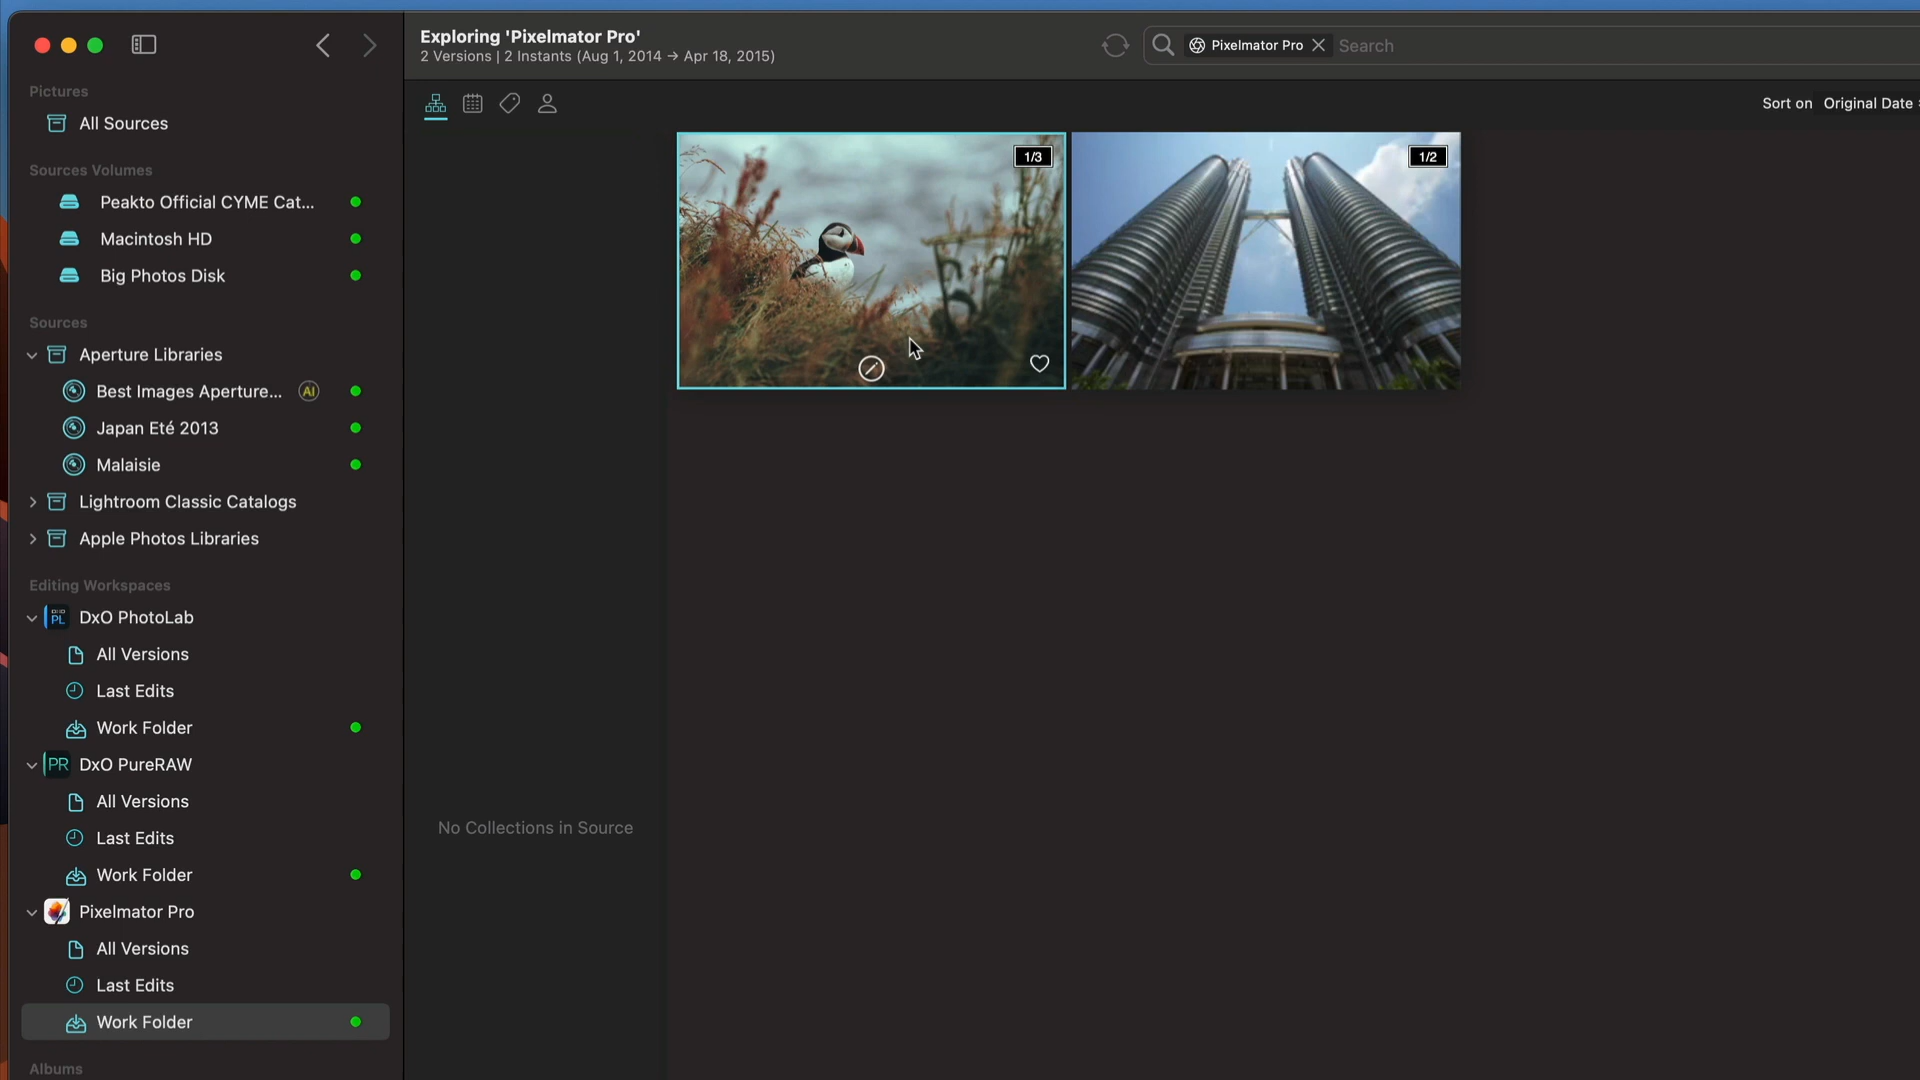 Exploring 'Pixelmator Pro'
2 Versions | 2 Instants (Aug 1, 2014 → Apr 18, 2015)
Pixelmator Pro
Search
Sort on Original Date
Pictures
All Sources
Sources Volumes
Peakto Official CYME Cat...
Macintosh HD
Big Photos Disk
Sources
Aperture Libraries
Best Images Aperture...
AI
Japan Eté 2013
Malaisie
Lightroom Classic Catalogs
Apple Photos Libraries
Editing Workspaces
PL
DxO PhotoLab
All Versions
Last Edits
Work Folder
PR
DxO PureRAW
All Versions
Last Edits
Work Folder
Pixelmator Pro
All Versions
Last Edits
Work Folder
Albums
1/3
1/2
No Collections in Source